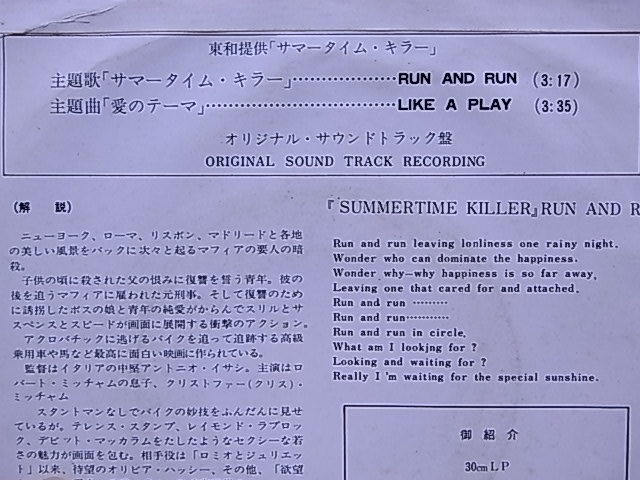 東和提供「サマータイム・キラー」
主題歌「サマータイム・キラー」………………RUN AND RUN (3:17)
主題曲「愛のテーマ」……………………………LIKE A PLAY (3:35)
オリジナル・サウンドトラック盤
ORIGINAL SOUND TRACK RECORDING
(解 説)
ニューヨーク、ローマ、リスボン、マドリードと各地
の美しい風景をバックに次々と起るマフィアの要人の暗
殺。
子供の頃に殺された父の恨みに復讐を誓う青年。彼の
後を追うマフィアに雇われた元刑事。そして復讐のため
に誘拐したボスの娘と青年の純愛がからんでスリルとサ
スペンスとスピードが画面に展開する衝撃のアクション。
アクロバチックに逃げるバイクを追って追跡する高級
乗用車や馬など最高に面白い映画に作られている。
監督はイタリアの中堅アントニオ・イサシ。主演はロ
バート・ミッチャムの息子、クリストファー(クリス)・
ミッチャム
スタントマンなしでバイクの妙技をふんだんに見せ
ているが。テレンス・スタンプ、レイモンド・ラブロッ
ク、デビット・マッカラムをたしたようなセクシーな若
さの魅力が画面を包む。相手役は「ロミオとジュリエッ
ト」以来、待望のオリビア・ハッシー、その他、「欲望
『SUMMERTIME KILLER』RUN AND R
Run and run leaving lonliness one rainy night.
Wonder who can dominate the happiness.
Wonder why—why happiness is so far away,
Leaving one that cared for and attached.
Run and run ………
Run and run…………
Run and run in circle,
What am I looking for ?
Looking and waiting for ?
Really I'm waiting for the special sunshine.
御 紹 介
30cm LP